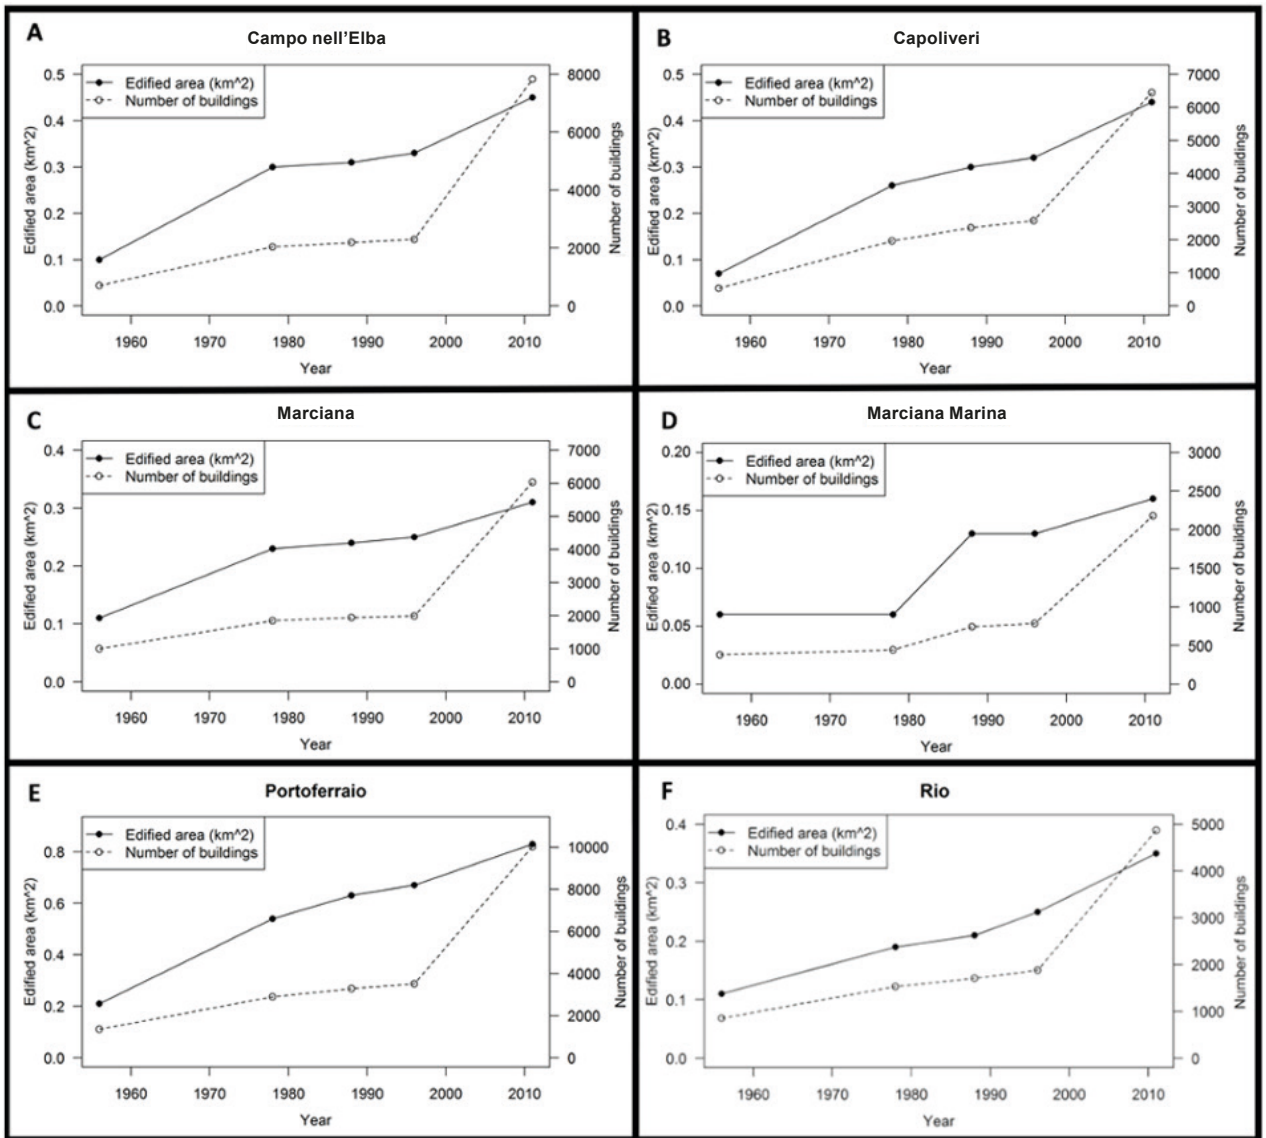 A
Campo nell'Elba
Edified area (km^2)
Number of buildings
0.5
0.4
0.3
0.2
0.1
0.0
Edified area (km^2)
8000
6000
4000
2000
0
Number of buildings
1960 1970 1980 1990 2000 2010
Year
B
Capoliveri
Edified area (km^2)
Number of buildings
0.5
0.4
0.3
0.2
0.1
0.0
Edified area (km^2)
7000
6000
5000
4000
3000
2000
1000
0
Number of buildings
1960 1970 1980 1990 2000 2010
Year
C
Marciana
Edified area (km^2)
Number of buildings
0.4
0.3
0.2
0.1
0.0
Edified area (km^2)
7000
6000
5000
4000
3000
2000
1000
0
Number of buildings
1960 1970 1980 1990 2000 2010
Year
D
Marciana Marina
Edified area (km^2)
Number of buildings
0.20
0.15
0.10
0.05
0.00
Edified area (km^2)
3000
2500
2000
1500
1000
500
0
Number of buildings
1960 1970 1980 1990 2000 2010
Year
E
Portoferraio
Edified area (km^2)
Number of buildings
0.8
0.6
0.4
0.2
0.0
Edified area (km^2)
10000
8000
6000
4000
2000
0
Number of buildings
1960 1970 1980 1990 2000 2010
Year
F
Rio
Edified area (km^2)
Number of buildings
0.4
0.3
0.2
0.1
0.0
Edified area (km^2)
5000
4000
3000
2000
1000
0
Number of buildings
1960 1970 1980 1990 2000 2010
Year